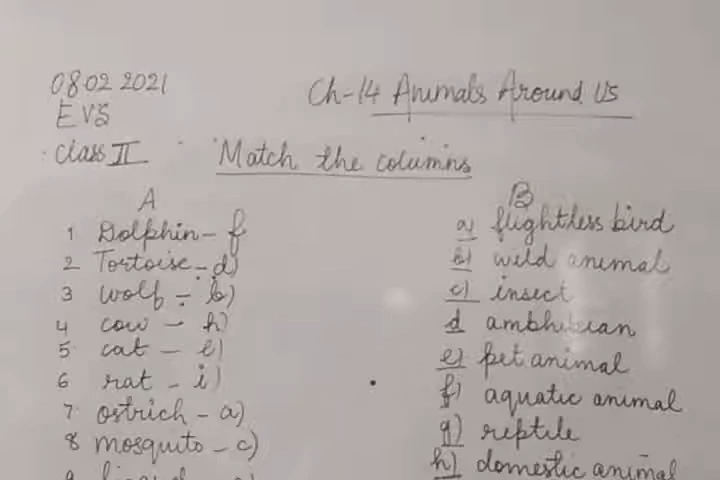 08.02.2021
Ch-14 Animals Around Us
EVS
Class II
Match the columns
A
1 Dolphin - f
2 Tortoise - d)
3 wolf - b)
4 cow - h)
5 cat - e)
6 rat - i)
7 ostrich - a)
8 mosquito - c)
B
a) flightless bird
b) wild animal
c) insect
d amphibian
e) pet animal
f) aquatic animal
g) reptile
h) domestic animal